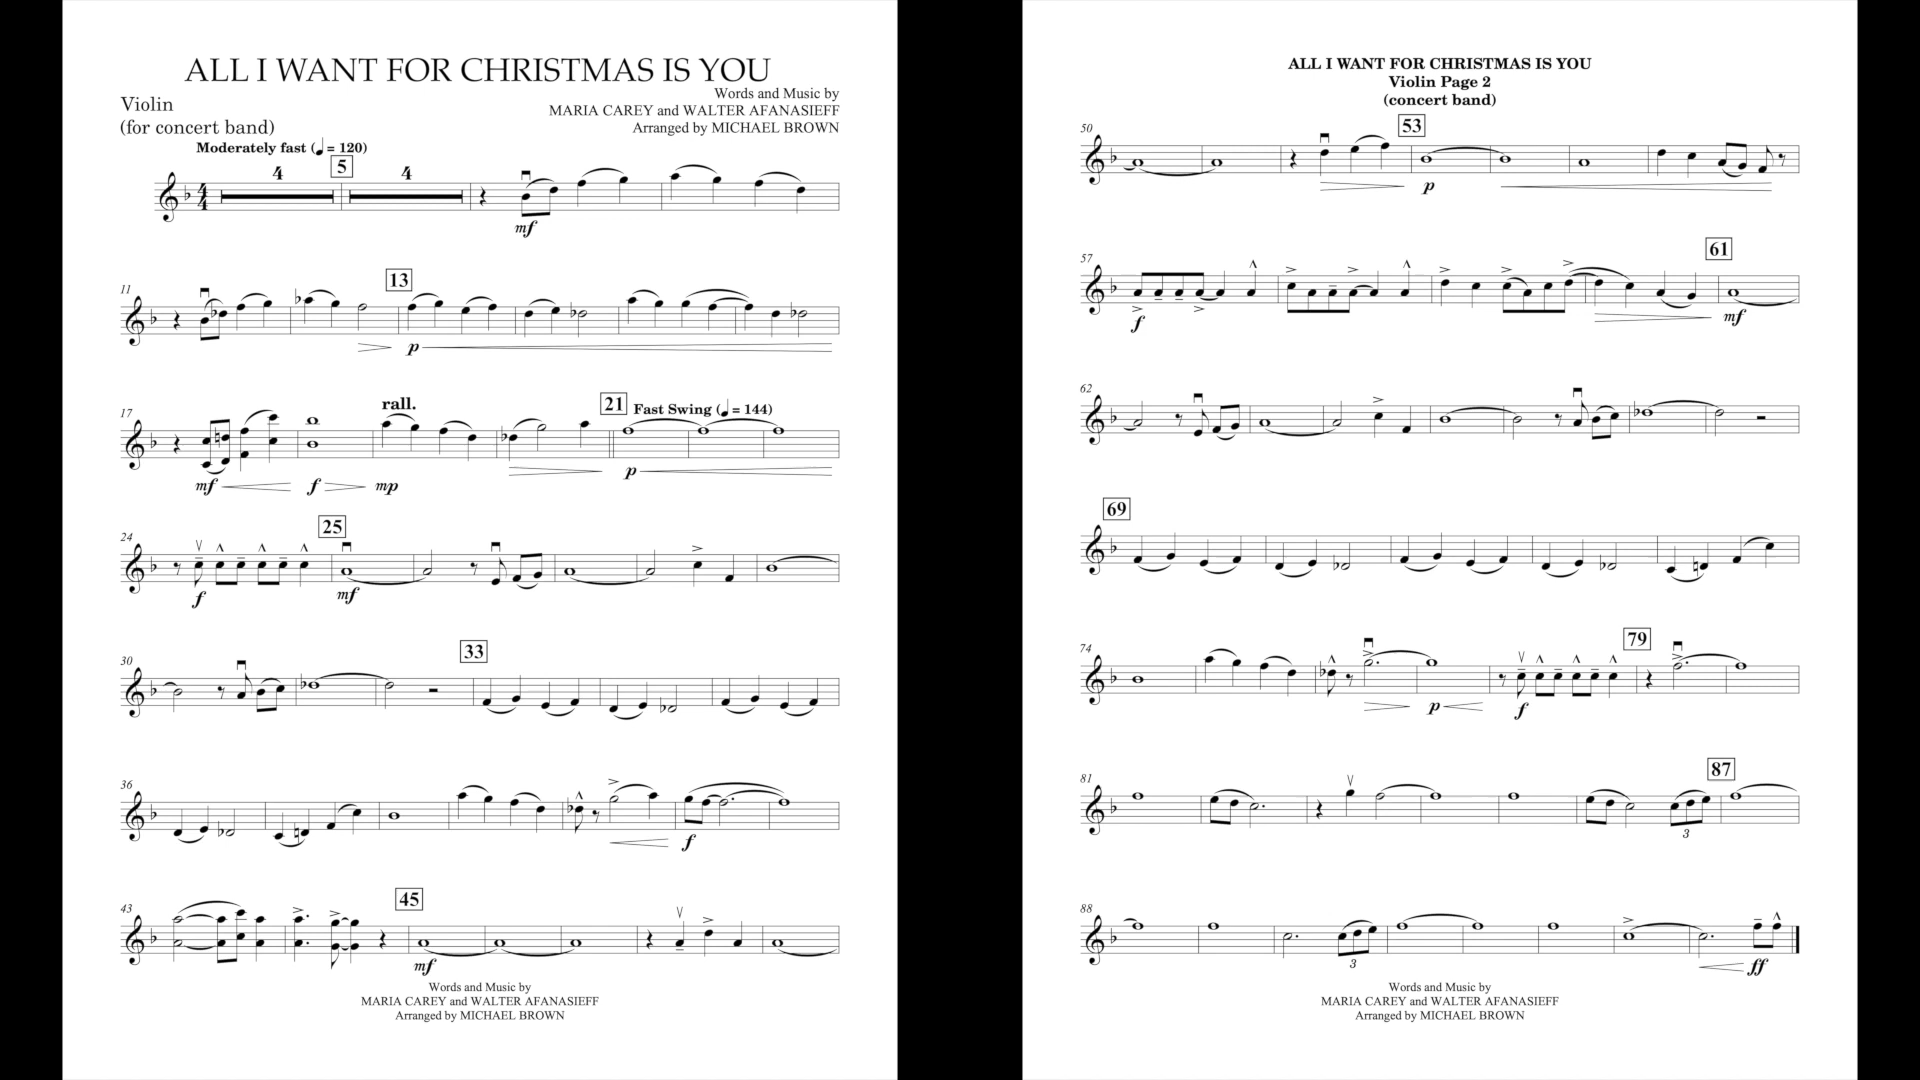 ALL I WANT FOR CHRISTMAS IS YOU
Violin
(for concert band)
Words and Music by
MARIA CAREY and WALTER AFANASIEFF
Arranged by MICHAEL BROWN
Moderately fast (♩ = 120)
4 5 4
4 4
mf
11 13
p
17 rall. 21 Fast Swing (♩ = 144)
mf f mp p
24 25
f mf
30 33
36
f
43 45
mf
Words and Music by
MARIA CAREY and WALTER AFANASIEFF
Arranged by MICHAEL BROWN
ALL I WANT FOR CHRISTMAS IS YOU
Violin Page 2
(concert band)
50 53
p
57 61
f mf
62
69
74 79
p f
81 87
3
88
3 ff
Words and Music by
MARIA CAREY and WALTER AFANASIEFF
Arranged by MICHAEL BROWN